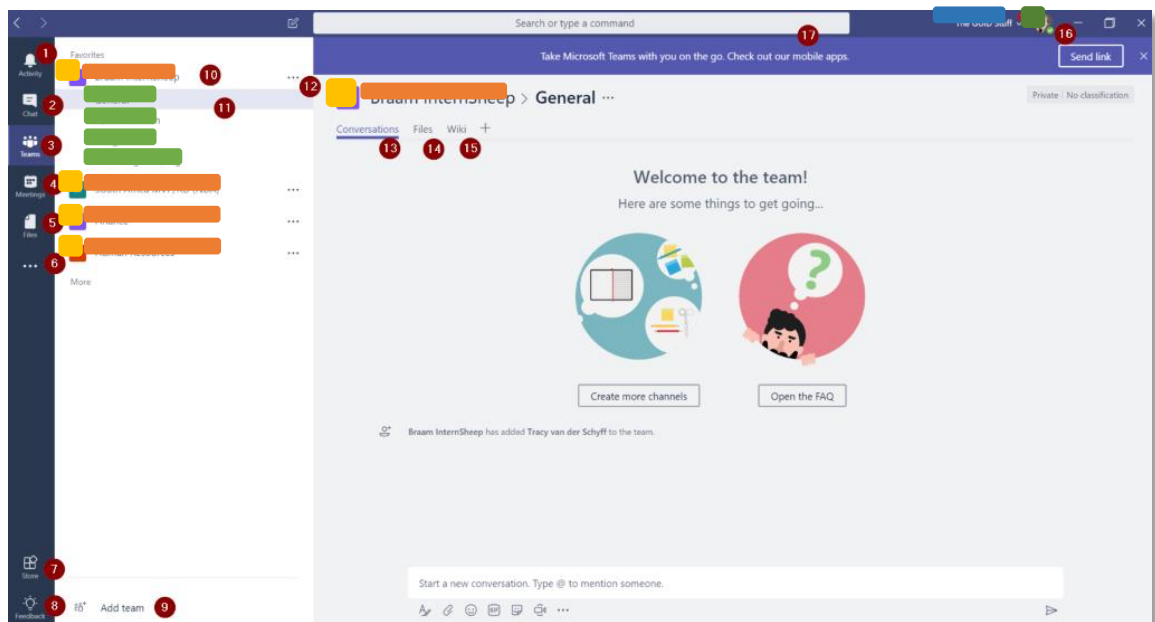 Search or type a command
17
16
Take Microsoft Teams with you on the go. Check out our mobile apps.
Send link
1
Activity
Favorites
10
12
2
Chat
11
Braam InternSheep > General
Private No classification
3
Teams
Conversations Files Wiki
13
14
15
4
Meetings
5
Files
6
More
Welcome to the team!
Here are some things to get going...
Create more channels
Open the FAQ
Braam InternSheep has added Tracy van der Schyff to the team.
7
Store
8
Feedback
Add team
9
Start a new conversation. Type @ to mention someone.
GIF